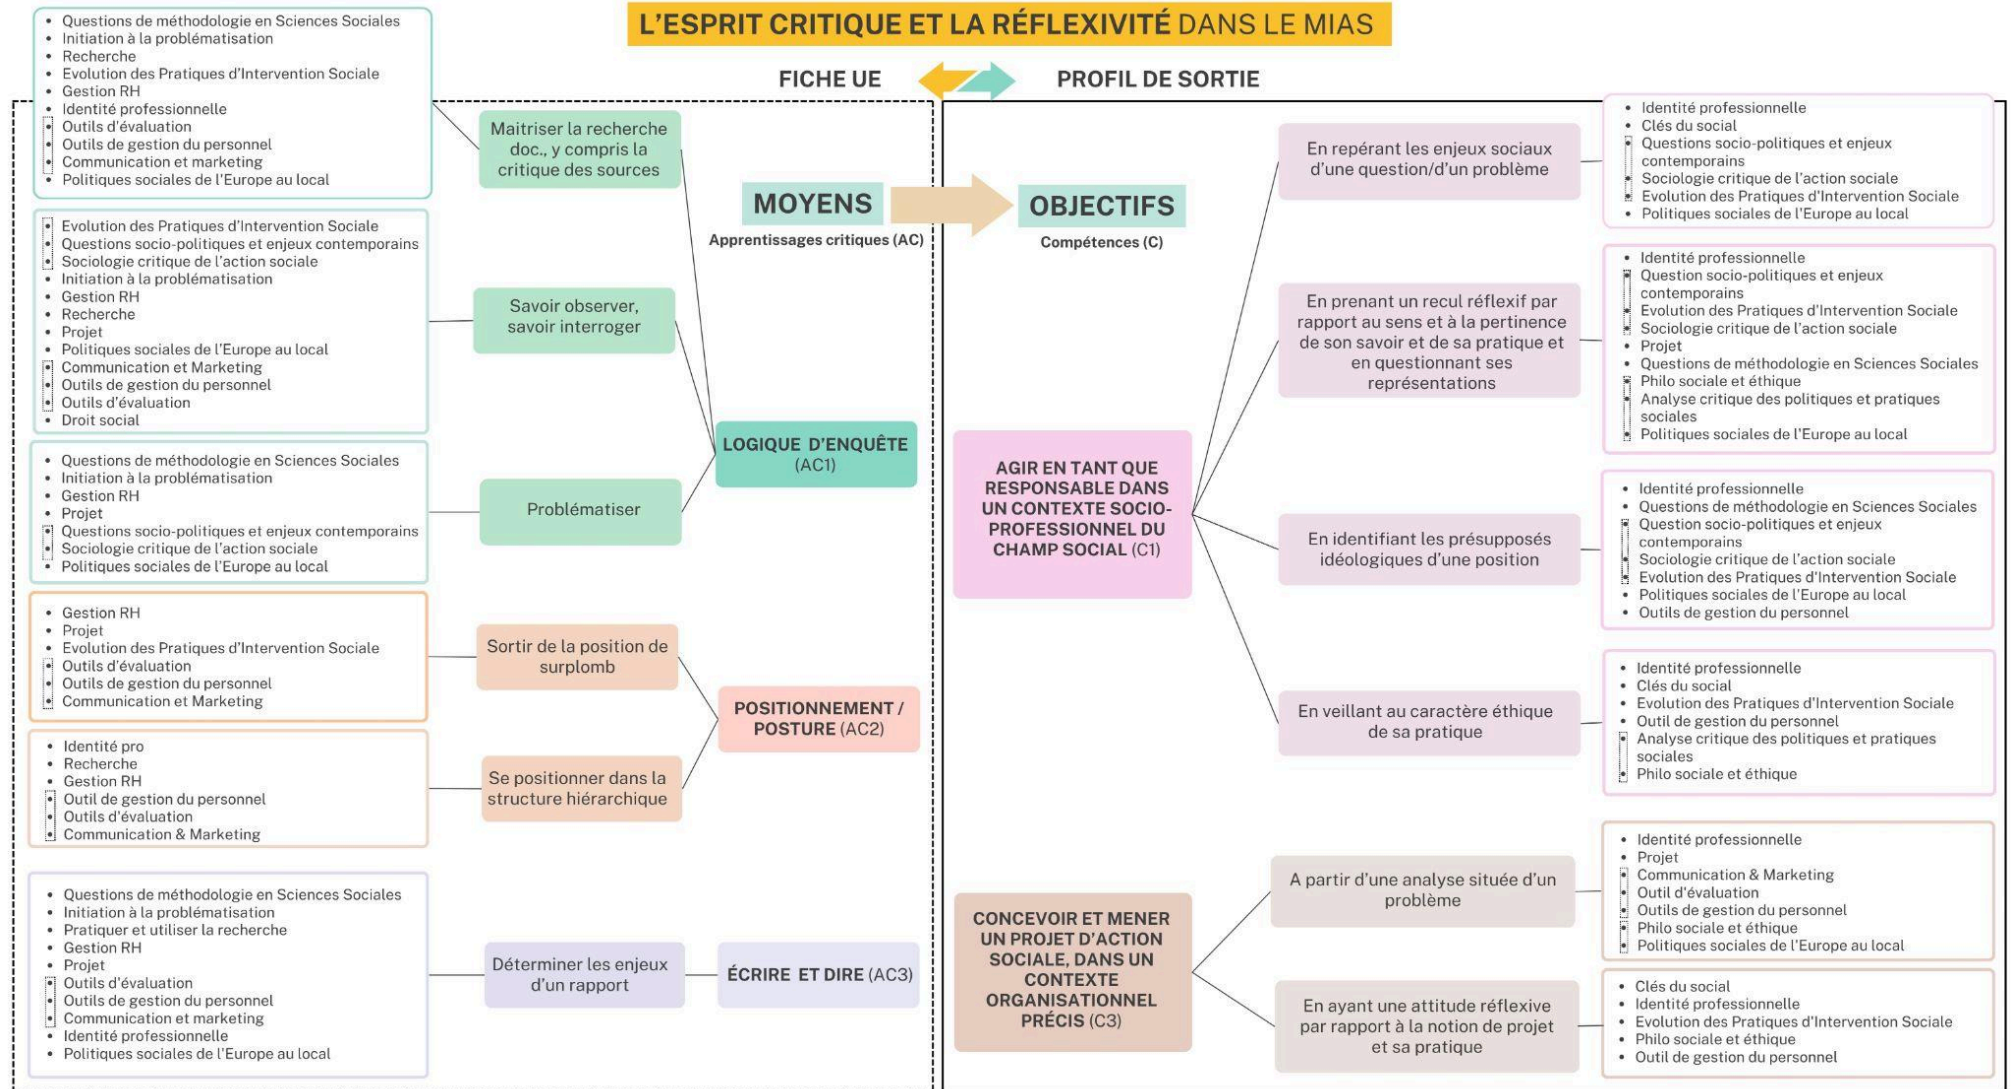 L'ESPRIT CRITIQUE ET LA RÉFLEXIVITÉ DANS LE MIAS
FICHE UE
PROFIL DE SORTIE
• Questions de méthodologie en Sciences Sociales
• Initiation à la problématisation
• Recherche
• Evolution des Pratiques d'Intervention Sociale
• Gestion RH
• Identité professionnelle
• Outils d'évaluation
• Outils de gestion du personnel
• Communication et marketing
• Politiques sociales de l'Europe au local
Maitriser la recherche
doc., y compris la
critique des sources
• Evolution des Pratiques d'Intervention Sociale
• Questions socio-politiques et enjeux contemporains
• Sociologie critique de l'action sociale
• Initiation à la problématisation
• Gestion RH
• Recherche
• Projet
• Politiques sociales de l'Europe au local
• Communication et Marketing
• Outils de gestion du personnel
• Outils d'évaluation
• Droit social
Savoir observer,
savoir interroger
• Questions de méthodologie en Sciences Sociales
• Initiation à la problématisation
• Gestion RH
• Projet
• Questions socio-politiques et enjeux contemporains
• Sociologie critique de l'action sociale
• Politiques sociales de l'Europe au local
Problématiser
LOGIQUE D'ENQUÊTE
(AC1)
• Gestion RH
• Projet
• Evolution des Pratiques d'Intervention Sociale
• Outils d'évaluation
• Outils de gestion du personnel
• Communication et Marketing
Sortir de la position de
surplomb
• Identité pro
• Recherche
• Gestion RH
• Outil de gestion du personnel
• Outils d'évaluation
• Communication & Marketing
Se positionner dans la
structure hiérarchique
POSITIONNEMENT /
POSTURE (AC2)
• Questions de méthodologie en Sciences Sociales
• Initiation à la problématisation
• Pratiquer et utiliser la recherche
• Gestion RH
• Projet
• Outils d'évaluation
• Outils de gestion du personnel
• Communication et marketing
• Identité professionnelle
• Politiques sociales de l'Europe au local
Déterminer les enjeux
d'un rapport
ÉCRIRE ET DIRE (AC3)
MOYENS
Apprentissages critiques (AC)
OBJECTIFS
Compétences (C)
AGIR EN TANT QUE
RESPONSABLE DANS
UN CONTEXTE SOCIO-
PROFESSIONNEL DU
CHAMP SOCIAL (C1)
En repérant les enjeux sociaux
d'une question/d'un problème
• Identité professionnelle
• Clés du social
• Questions socio-politiques et enjeux
contemporains
• Sociologie critique de l'action sociale
• Evolution des Pratiques d'Intervention Sociale
• Politiques sociales de l'Europe au local
En prenant un recul réflexif par
rapport au sens et à la pertinence
de son savoir et de sa pratique et
en questionnant ses
représentations
• Identité professionnelle
• Question socio-politiques et enjeux
contemporains
• Evolution des Pratiques d'Intervention Sociale
• Sociologie critique de l'action sociale
• Projet
• Questions de méthodologie en Sciences Sociales
• Philo sociale et éthique
• Analyse critique des politiques et pratiques
sociales
• Politiques sociales de l'Europe au local
En identifiant les présupposés
idéologiques d'une position
• Identité professionnelle
• Questions de méthodologie en Sciences Sociales
• Question socio-politiques et enjeux
contemporains
• Sociologie critique de l'action sociale
• Evolution des Pratiques d'Intervention Sociale
• Politiques sociales de l'Europe au local
• Outils de gestion du personnel
En veillant au caractère éthique
de sa pratique
• Identité professionnelle
• Clés du social
• Evolution des Pratiques d'Intervention Sociale
• Outil de gestion du personnel
• Analyse critique des politiques et pratiques
sociales
• Philo sociale et éthique
CONCEVOIR ET MENER
UN PROJET D'ACTION
SOCIALE, DANS UN
CONTEXTE
ORGANISATIONNEL
PRÉCIS (C3)
A partir d'une analyse située d'un
problème
• Identité professionnelle
• Projet
• Communication & Marketing
• Outil d'évaluation
• Outils de gestion du personnel
• Philo sociale et éthique
• Politiques sociales de l'Europe au local
En ayant une attitude réflexive
par rapport à la notion de projet
et sa pratique
• Clés du social
• Identité professionnelle
• Evolution des Pratiques d'Intervention Sociale
• Philo sociale et éthique
• Outil de gestion du personnel